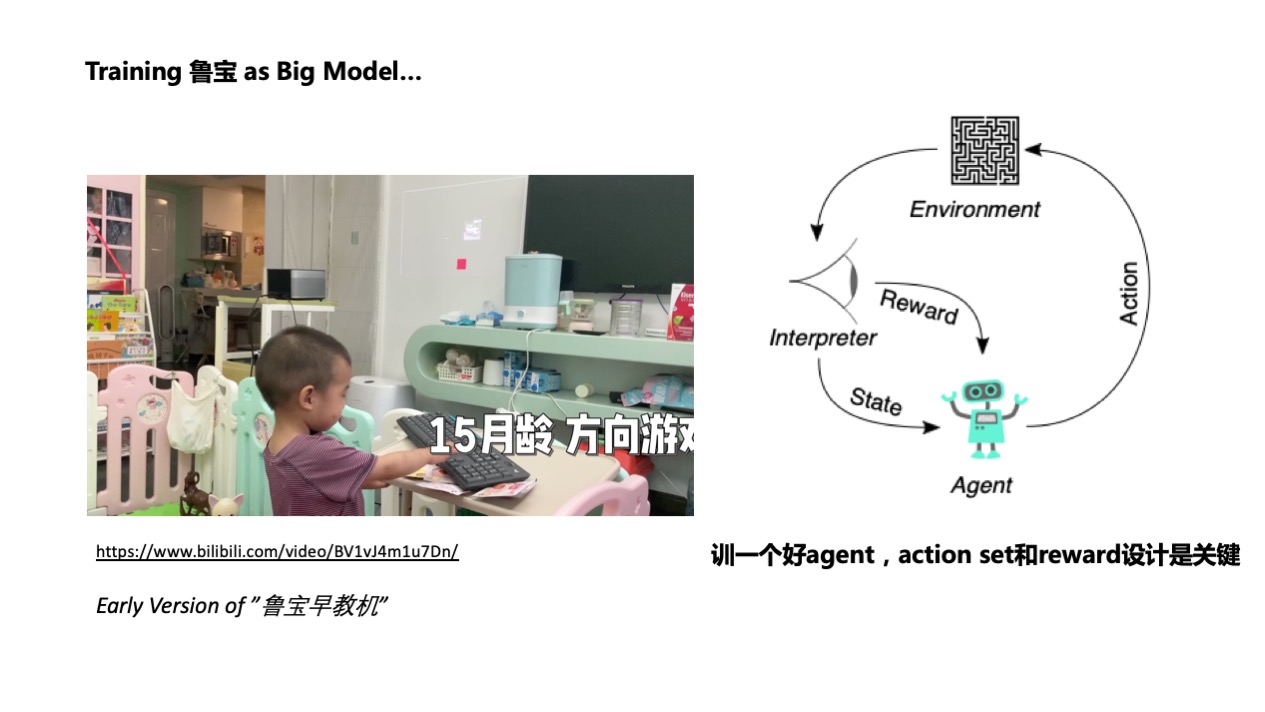 Training 鲁宝 as Big Model...
15月龄 方向游戏
https://www.bilibili.com/video/BV1vJ4m1u7Dn/
Early Version of ”鲁宝早教机”
Environment
Interpreter
Reward
State
Action
Agent
训一个好agent，action set和reward设计是关键